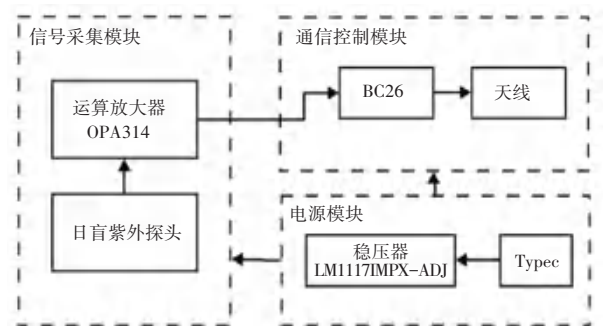 信号采集模块
运算放大器
OPA314
日盲紫外探头
通信控制模块
BC26
天线
电源模块
稳压器
LM1117IMPX-ADJ
Typec